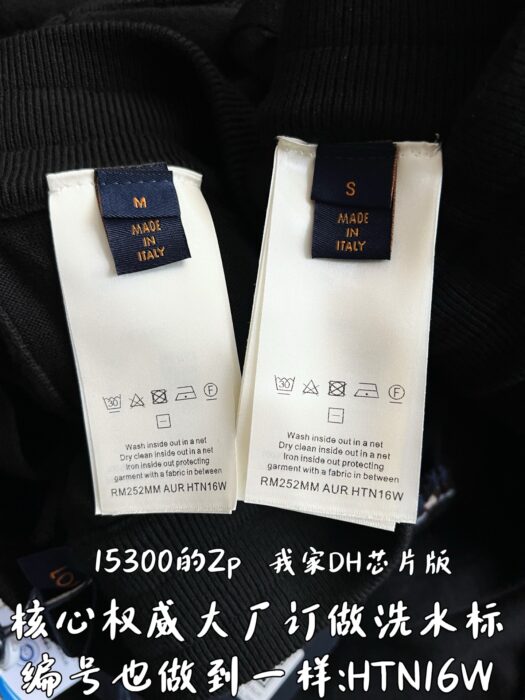 M
MADE
IN
ITALY
S
MADE
IN
ITALY
30
F
Wash inside out in a net
Dry clean inside out in a net
Iron inside out protecting
garment with a fabric in between
RM252MM AUR HTN16W
30
F
Wash inside out in a net
Dry clean inside out in a net
Iron inside out protecting
garment with a fabric in between
RM252MM AUR HTN16W
15300的Zp 我家DH芯片版
核心权威大厂订做洗水标
编号也做到一样:HTN16W